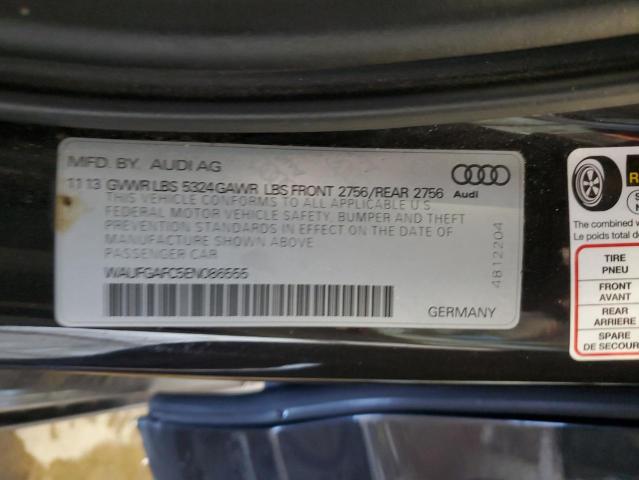 MFD. BY. AUDI AG
11 13 GVWR LBS 5324 GAWR LBS FRONT 2756/REAR 2756
THIS VEHICLE CONFORMS TO ALL APPLICABLE U.S
FEDERAL MOTOR VEHICLE SAFETY, BUMPER AND THEFT
PREVENTION STANDARDS IN EFFECT ON THE DATE OF
MANUFACTURE SHOWN ABOVE
PASSENGER CAR
WAUFGAFC5EN086555
GERMANY
Audi
4812204
The combined
Le poids total d
TIRE
PNEU
FRONT
AVANT
REAR
ARRIERE
SPARE
DE SECOUR